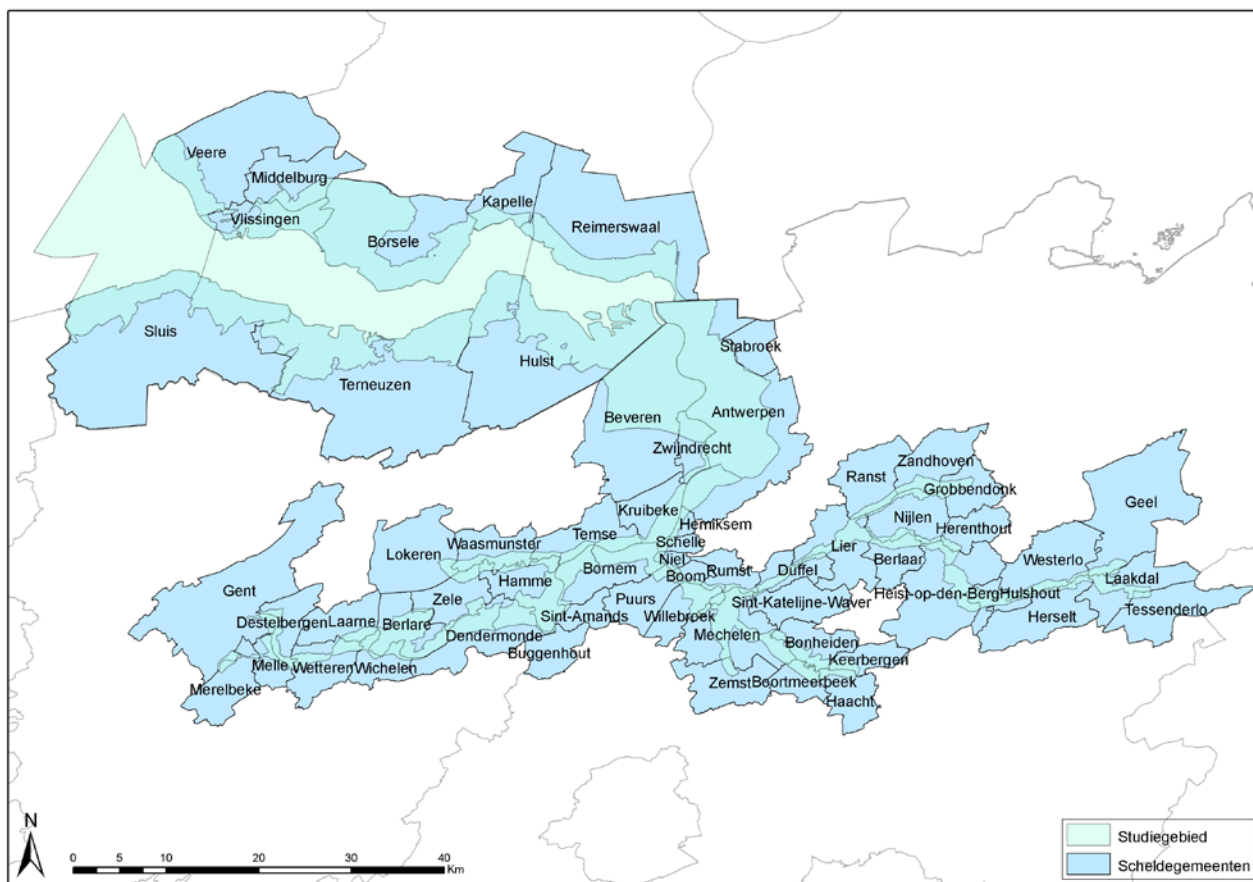 Veere
Middelburg
Kapelle
Vlissingen
Reimerswaal
Borsele
Sluis
Stabroek
Hulst
Terneuzen
Antwerpen
Beveren
Zwijndrecht
Zandhoven
Ranst
Grobbendonk
Geel
Kruibeke
Nijlen
Hemiksem
Herenthout
Temse
Schelle
Waasmunster
Lier
Lokeren
Niel
Berlaar
Westerlo
Bornem
Rumst
Duffel
Boom
Laakdal
Hamme
Gent
Heist-op-den-Berg
Hulshout
Zele
Puurs
Sint-Katelijne-Waver
Tessenderlo
Destelbergen
Laarne
Berlare
Sint-Amands
Willebroek
Herselt
Dendermonde
Mechelen
Bonheiden
Buggenhout
Keerbergen
Melle
Wetteren
Wichelen
Merelbeke
Zemst
Boortmeerpeek
Haacht
N
0 5 10 20 30 40
Km
Studiegebied
Scheldegemeenten